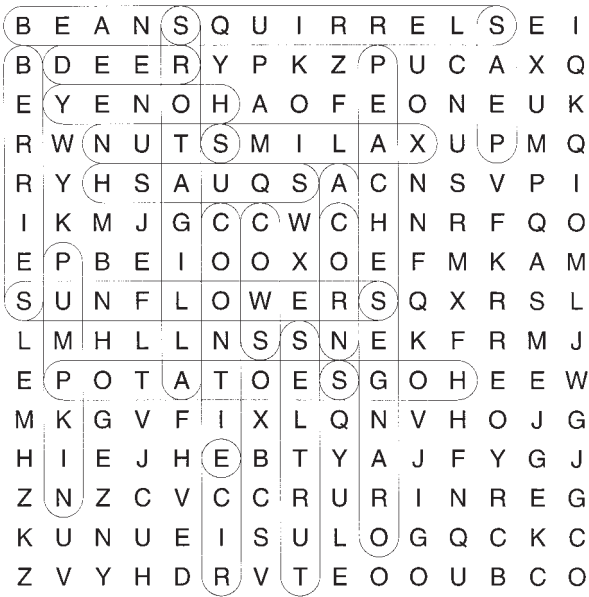 B E A N S Q U I R R E L S E I
B D E E R Y P K Z P U C A X Q
E Y E N O H A O F E O N E U K
R W N U T S M I L A X U P M Q
R Y H S A U Q S A C N S V P I
I K M J G C C W C H N R F Q O
E P B E I O O X O E F M K A M
S U N F L O W E R S Q X R S L
L M H L L N S S N E K F R M J
E P O T A T O E S G O H E E W
M K G V F I X L Q N V H O J G
H I E J H E B T Y A J F Y G J
Z N Z C V C C R U R I N R E G
K U N U E I S U L O G Q C K C
Z V Y H D R V T E O O U B C O